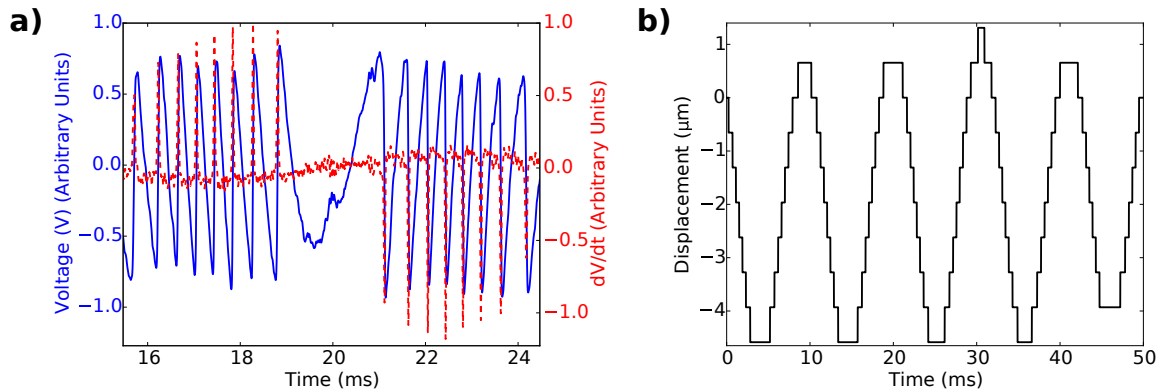 a)
Voltage (V) (Arbitrary Units)
1.0
0.5
0.0
−0.5
−1.0
16 18 20 22 24
Time (ms)
1.0
0.5
0.0
−0.5
−1.0
dV/dt (Arbitrary Units)
b)
Displacement (μm)
1
0
−1
−2
−3
−4
0 10 20 30 40 50
Time (ms)